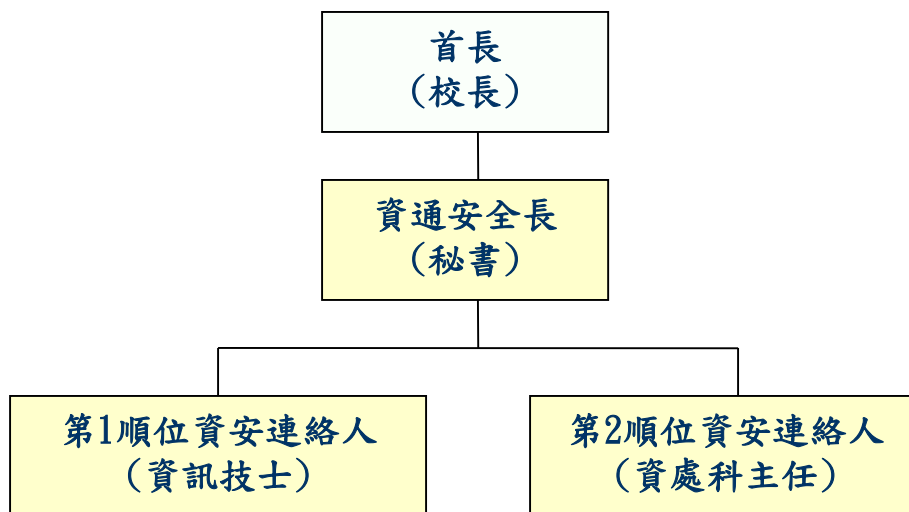 首長
(校長)
資通安全長
(秘書)
第1順位資安連絡人
(資訊技士)
第2順位資安連絡人
(資處科主任)